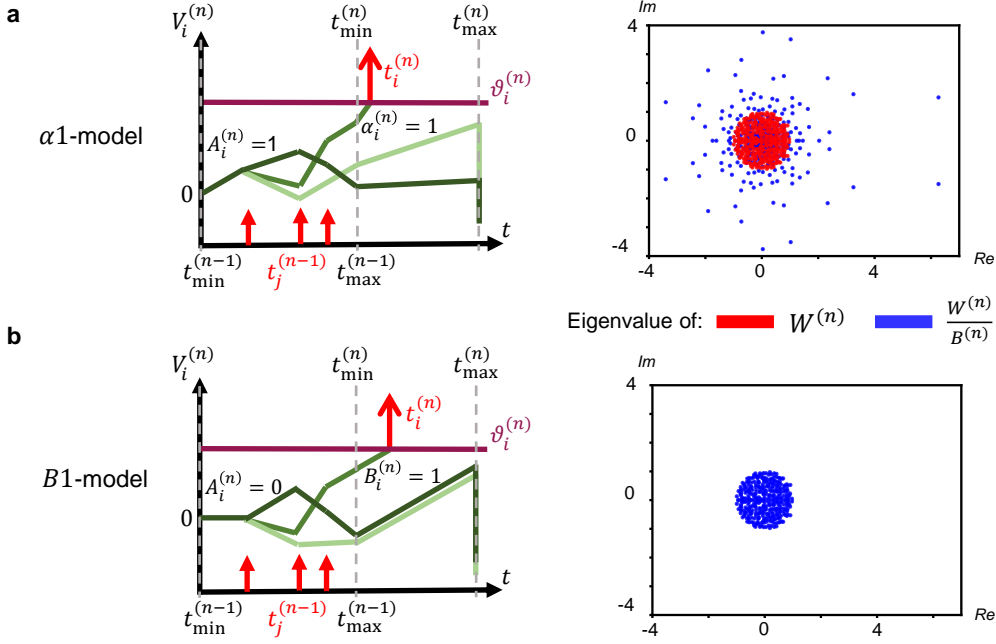 a
V_i^(n)
t_min^(n)
t_max^(n)
t_i^(n)
ϑ_i^(n)
α1-model
A_i^(n) = 1
α_i^(n) = 1
0
t
t_min^(n-1)
t_j^(n-1)
t_max^(n-1)
Im
4
0
-4
-4 0 4
Re
Eigenvalue of: W^(n) W^(n)/B^(n)
b
V_i^(n)
t_min^(n)
t_max^(n)
t_i^(n)
ϑ_i^(n)
B1-model
A_i^(n) = 0
B_i^(n) = 1
0
t
t_min^(n-1)
t_j^(n-1)
t_max^(n-1)
Im
4
0
-4
-4 0 4
Re